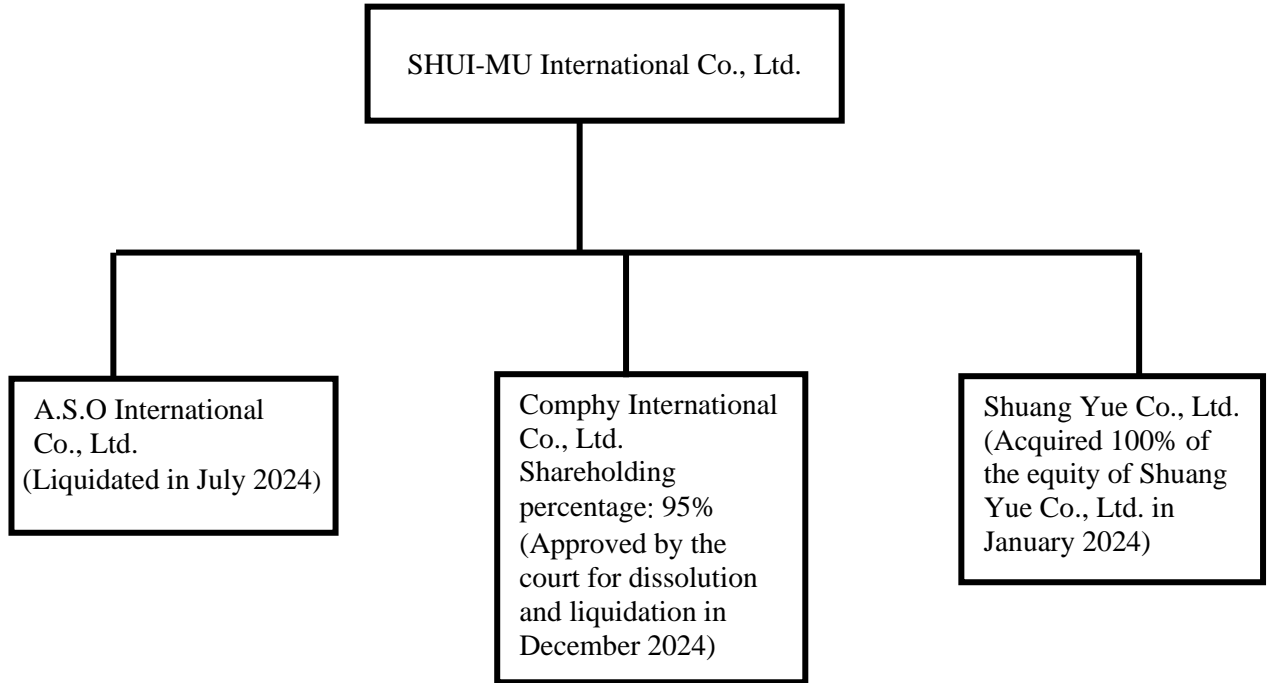 SHUI-MU International Co., Ltd.
A.S.O International
Co., Ltd.
(Liquidated in July 2024)
Comphy International
Co., Ltd.
Shareholding
percentage: 95%
(Approved by the
court for dissolution
and liquidation in
December 2024)
Shuang Yue Co., Ltd.
(Acquired 100% of
the equity of Shuang
Yue Co., Ltd. in
January 2024)